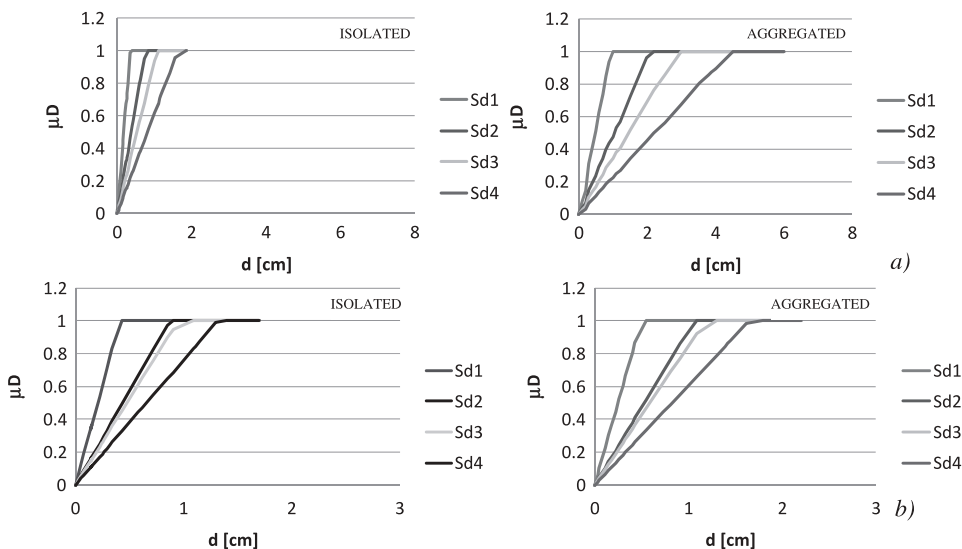 ISOLATED
1.2
1
0.8
0.6
0.4
0.2
0
μD
0 2 4 6 8
d [cm]
Sd1
Sd2
Sd3
Sd4
AGGREGATED
1.2
1
0.8
0.6
0.4
0.2
0
μD
0 2 4 6 8
d [cm]
Sd1
Sd2
Sd3
Sd4
a)
ISOLATED
1.2
1
0.8
0.6
0.4
0.2
0
μD
0 1 2 3
d [cm]
Sd1
Sd2
Sd3
Sd4
AGGREGATED
1.2
1
0.8
0.6
0.4
0.2
0
μD
0 1 2 3
d [cm]
Sd1
Sd2
Sd3
Sd4
b)